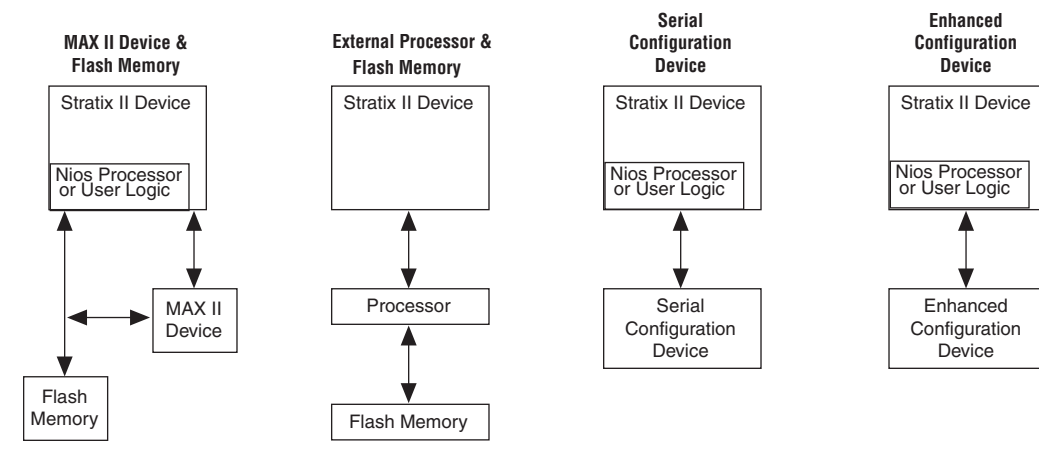 MAX II Device &
Flash Memory
Stratix II Device
Nios Processor
or User Logic
MAX II
Device
Flash
Memory
External Processor &
Flash Memory
Stratix II Device
Processor
Flash Memory
Serial
Configuration
Device
Stratix II Device
Nios Processor
or User Logic
Serial
Configuration
Device
Enhanced
Configuration
Device
Stratix II Device
Nios Processor
or User Logic
Enhanced
Configuration
Device